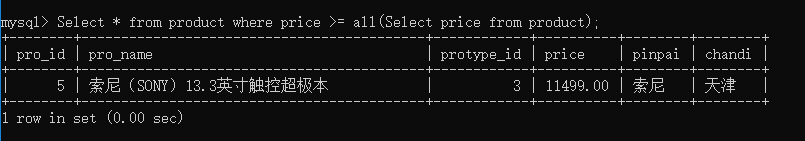 mysql> Select * from product where price >= all(Select price from product);
+--------+---------------------------------------+------------+----------+--------+--------+
| pro_id | pro_name | protype_id | price | pinpai | chandi |
+--------+---------------------------------------+------------+----------+--------+--------+
| 5 | 索尼（SONY）13.3英寸触控超极本 | 3 | 11499.00 | 索尼 | 天津 |
+--------+---------------------------------------+------------+----------+--------+--------+
1 row in set (0.00 sec)